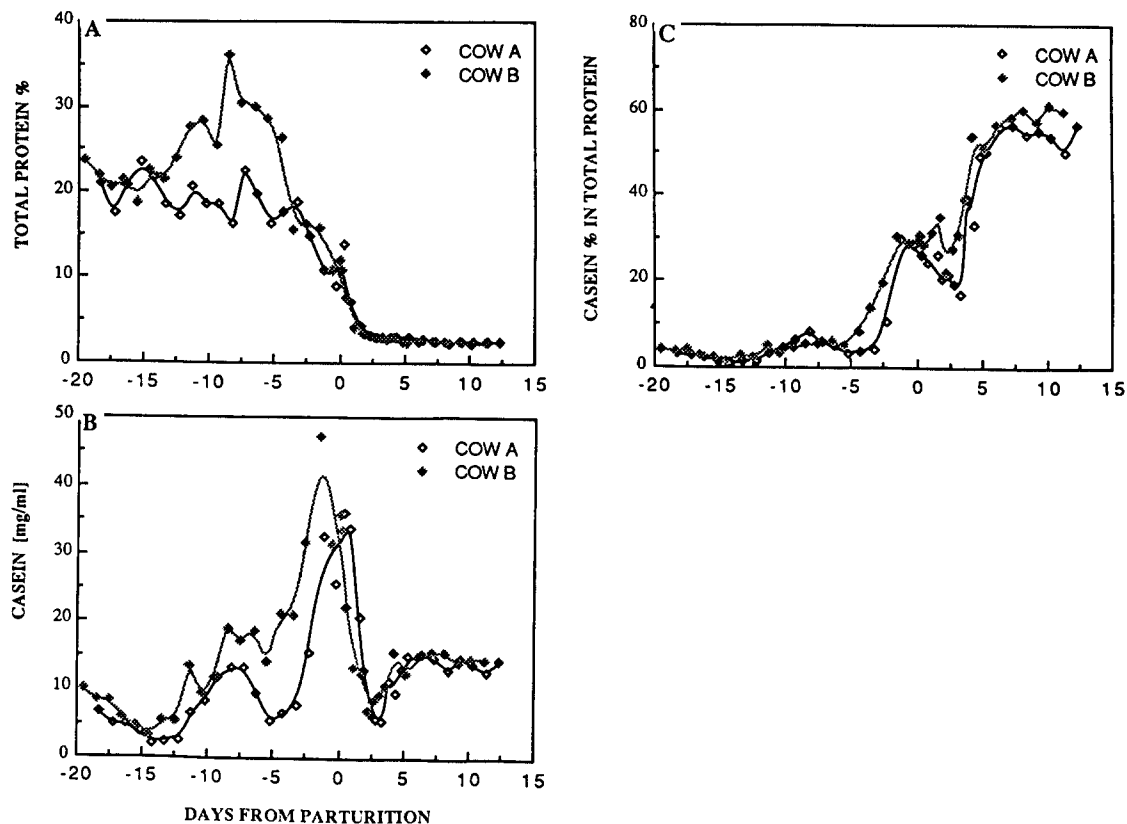 A
COW A
COW B
TOTAL PROTEIN %
40
30
20
10
0
-20 -15 -10 -5 0 5 10 15
C
COW A
COW B
CASEIN % IN TOTAL PROTEIN
80
60
40
20
0
-20 -15 -10 -5 0 5 10 15
B
COW A
COW B
CASEIN [mg/ml]
50
40
30
20
10
0
-20 -15 -10 -5 0 5 10 15
DAYS FROM PARTURITION